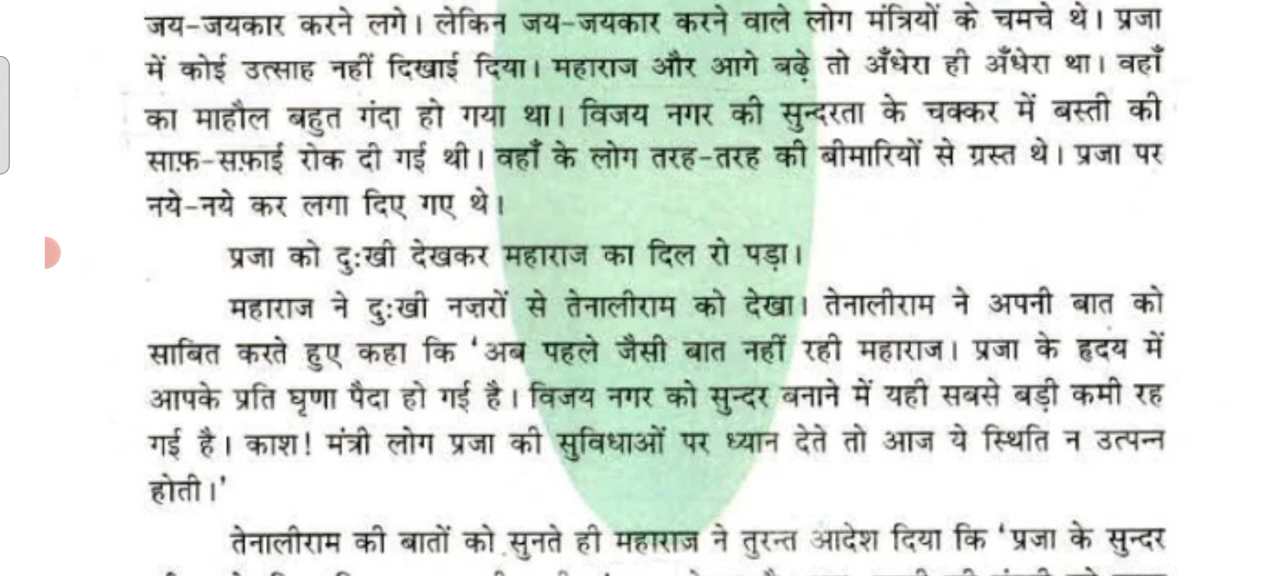 जय-जयकार करने लगे। लेकिन जय-जयकार करने वाले लोग मंत्रियों के चमचे थे। प्रजा
में कोई उत्साह नहीं दिखाई दिया। महाराज और आगे बढ़े तो अँधेरा ही अँधेरा था। वहाँ
का माहौल बहुत गंदा हो गया था। विजय नगर की सुन्दरता के चक्कर में बस्ती की
साफ़-सफ़ाई रोक दी गई थी। वहाँ के लोग तरह-तरह की बीमारियों से ग्रस्त थे। प्रजा पर
नये-नये कर लगा दिए गए थे।
प्रजा को दुःखी देखकर महाराज का दिल रो पड़ा।
महाराज ने दुःखी नज़रों से तेनालीराम को देखा। तेनालीराम ने अपनी बात को
साबित करते हुए कहा कि ‘अब पहले जैसी बात नहीं रही महाराज। प्रजा के हृदय में
आपके प्रति घृणा पैदा हो गई है। विजय नगर को सुन्दर बनाने में यही सबसे बड़ी कमी रह
गई है। काश! मंत्री लोग प्रजा की सुविधाओं पर ध्यान देते तो आज ये स्थिति न उत्पन्न
होती।’
तेनालीराम की बातों को सुनते ही महाराज ने तुरन्त आदेश दिया कि ‘प्रजा के सुन्दर